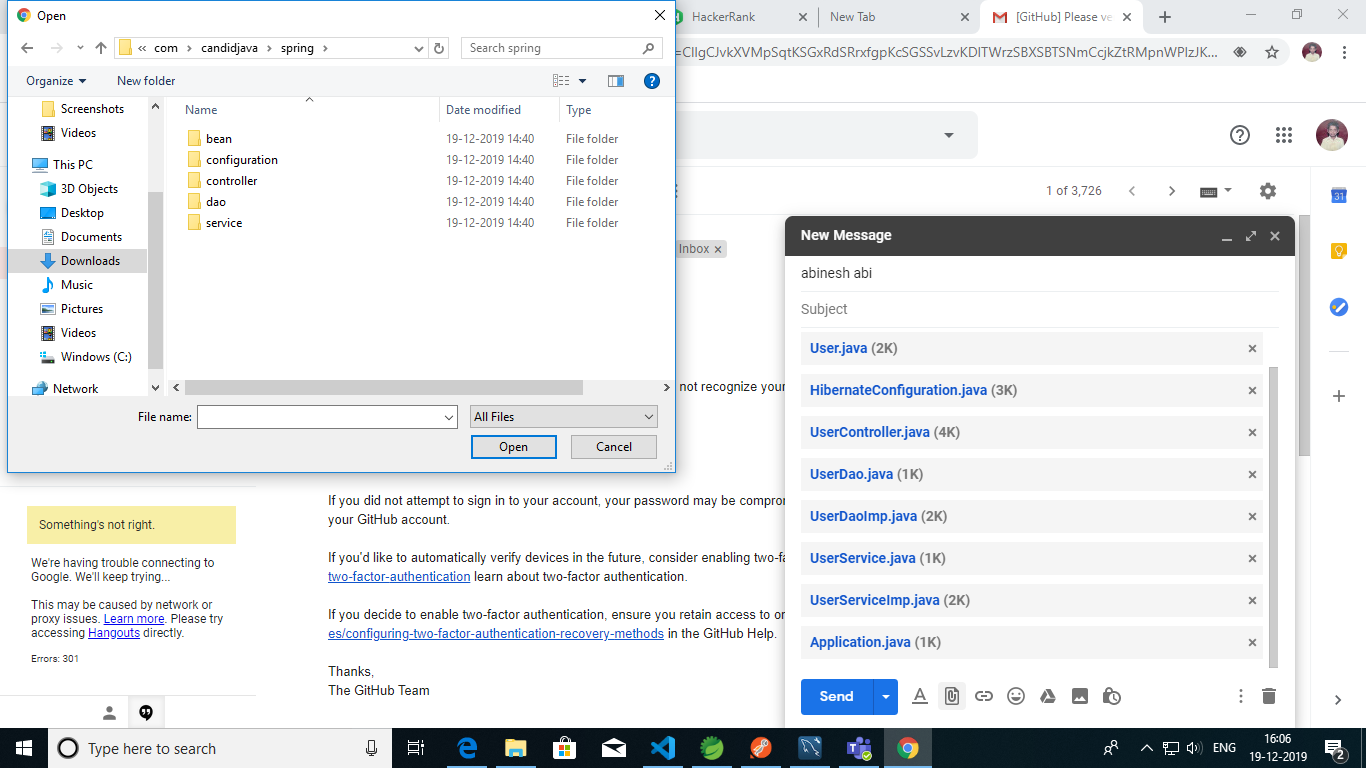 Open
HackerRank
New Tab
[GitHub] Please ve
com
candidjava
spring
Search spring
Organize
New folder
Screenshots
Videos
This PC
3D Objects
Desktop
Documents
Downloads
Music
Pictures
Videos
Windows (C:)
Network
Name Date modified Type
bean 19-12-2019 14:40 File folder
configuration 19-12-2019 14:40 File folder
controller 19-12-2019 14:40 File folder
dao 19-12-2019 14:40 File folder
service 19-12-2019 14:40 File folder
File name:
All Files
Open Cancel
1 of 3,726
Inbox ×
not recognize your
If you did not attempt to sign in to your account, your password may be compror
your GitHub account.
If you'd like to automatically verify devices in the future, consider enabling two-fa
two-factor-authentication learn about two-factor authentication.
If you decide to enable two-factor authentication, ensure you retain access to or
es/configuring-two-factor-authentication-recovery-methods in the GitHub Help.
Thanks,
The GitHub Team
Something's not right.
We're having trouble connecting to
Google. We'll keep trying...
This may be caused by network or
proxy issues. Learn more. Please try
accessing Hangouts directly.
Errors: 301
New Message
abinesh abi
Subject
User.java (2K)
HibernateConfiguration.java (3K)
UserController.java (4K)
UserDao.java (1K)
UserDaoImp.java (2K)
UserService.java (1K)
UserServiceImp.java (2K)
Application.java (1K)
Send
31
Type here to search
ENG
16:06
19-12-2019
2